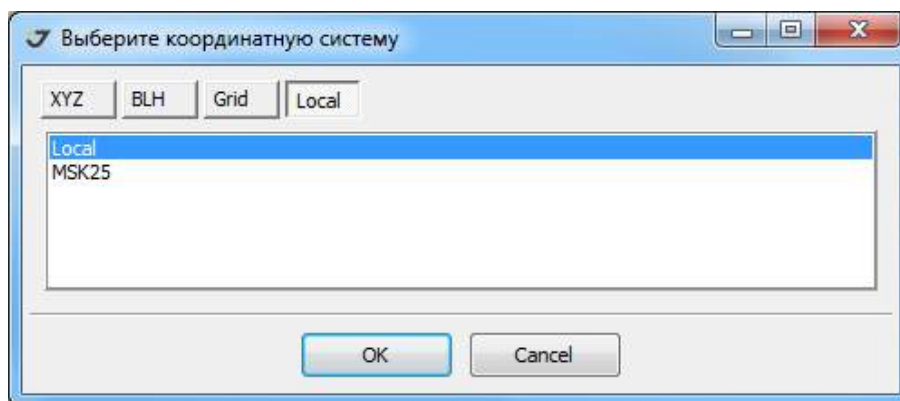 Выберите координатную систему
XYZ BLH Grid Local
Local
MSK25
OK Cancel